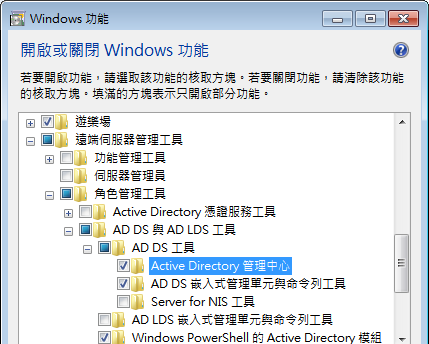 Windows 功能
開啟或關閉 Windows 功能
若要開啟功能，請選取該功能的核取方塊。若要關閉功能，請清除該功能
的核取方塊。填滿的方塊表示只開啟部分功能。
遊樂場
遠端伺服器管理工具
功能管理工具
伺服器管理員
角色管理工具
Active Directory 憑證服務工具
AD DS 與 AD LDS 工具
AD DS 工具
Active Directory 管理中心
AD DS 嵌入式管理單元與命令列工具
Server for NIS 工具
AD LDS 嵌入式管理單元與命令列工具
Windows PowerShell 的 Active Directory 模組